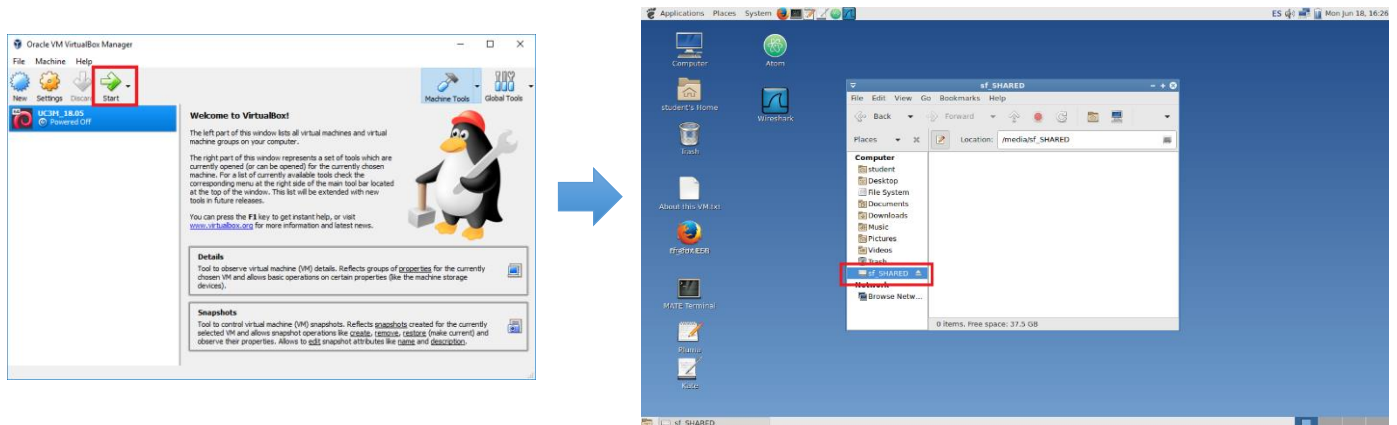 Oracle VM VirtualBox Manager
File Machine Help
New Settings Discard Start
Machine Tools Global Tools
UC3M_18.05
Powered Off
Welcome to VirtualBox!
The left part of this window lists all virtual machines and virtual
machine groups on your computer.
The right part of this window represents a set of tools which are
currently opened (or can be opened) for the currently chosen
machine. For a list of currently available tools check the
corresponding menu at the right side of the main tool bar located
at the top of the window. This list will be extended with new
tools in future releases.
You can press the F1 key to get instant help, or visit
www.virtualbox.org for more information and latest news.
Details
Tool to observe virtual machine (VM) details. Reflects groups of properties for the currently
chosen VM and allows basic operations on certain properties (like the machine storage
devices).
Snapshots
Tool to control virtual machine (VM) snapshots. Reflects snapshots created for the currently
selected VM and allows snapshot operations like create, remove, restore (make current) and
observe their properties. Allows to edit snapshot attributes like name and description.
Applications Places System
ES Mon Jun 18, 16:26
Computer
Atom
student's Home
Wireshark
Trash
About this VM.txt
MATE Terminal
Pluma
Kate
sf_SHARED
File Edit View Go Bookmarks Help
Back Forward
Places Location: /media/sf_SHARED
Computer
student
Desktop
File System
Documents
Downloads
Music
Pictures
Videos
Trash
sf_SHARED
Network
Browse Netw...
0 items, Free space: 37.5 GB
sf_SHARED